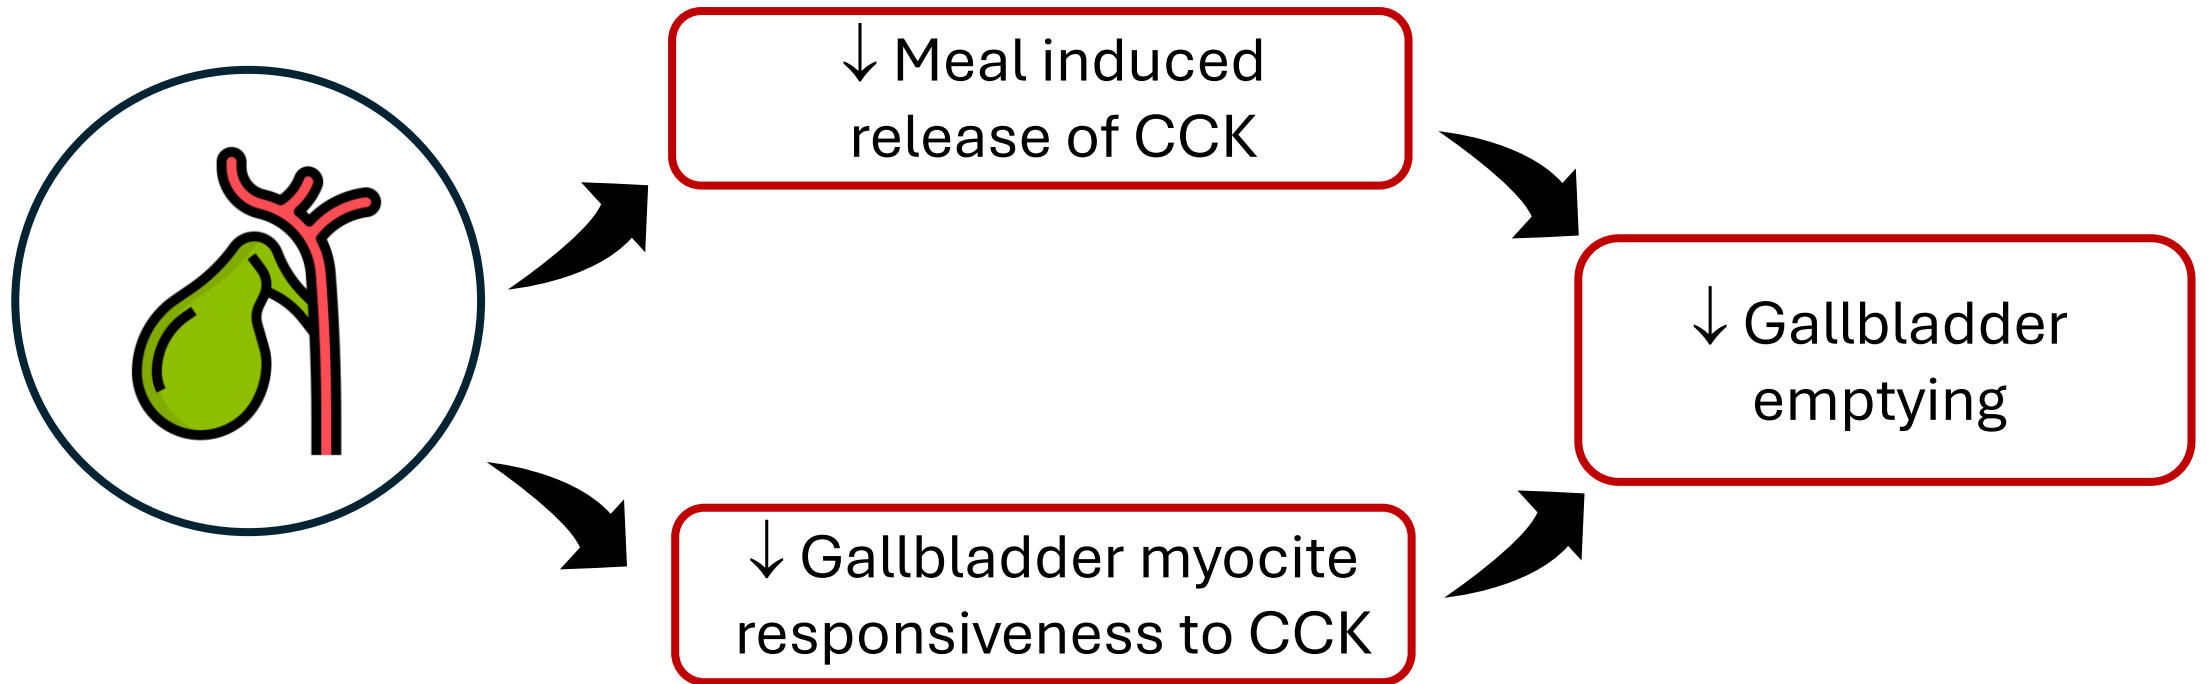 ↓ Meal induced
release of CCK
↓ Gallbladder
emptying
↓ Gallbladder myocite
responsiveness to CCK